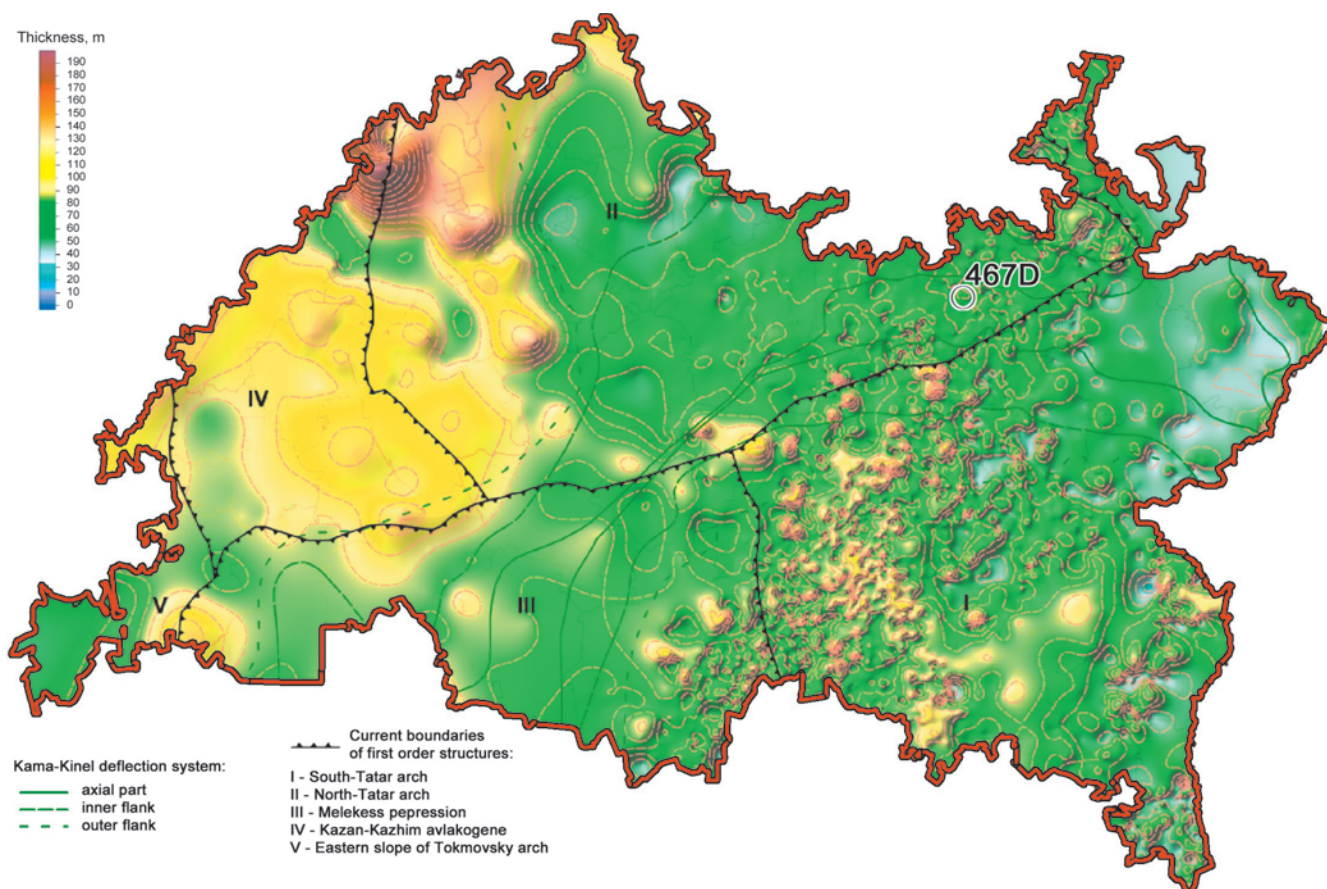 Thickness, m
190
180
170
160
150
140
130
120
110
100
90
80
70
60
50
40
30
20
10
0
II
467D
IV
I
III
V
Kama-Kinel deflection system:
axial part
inner flank
outer flank
Current boundaries
of first order structures:
I - South-Tatar arch
II - North-Tatar arch
III - Melekess pepression
IV - Kazan-Kazhim avlakogene
V - Eastern slope of Tokmovsky arch